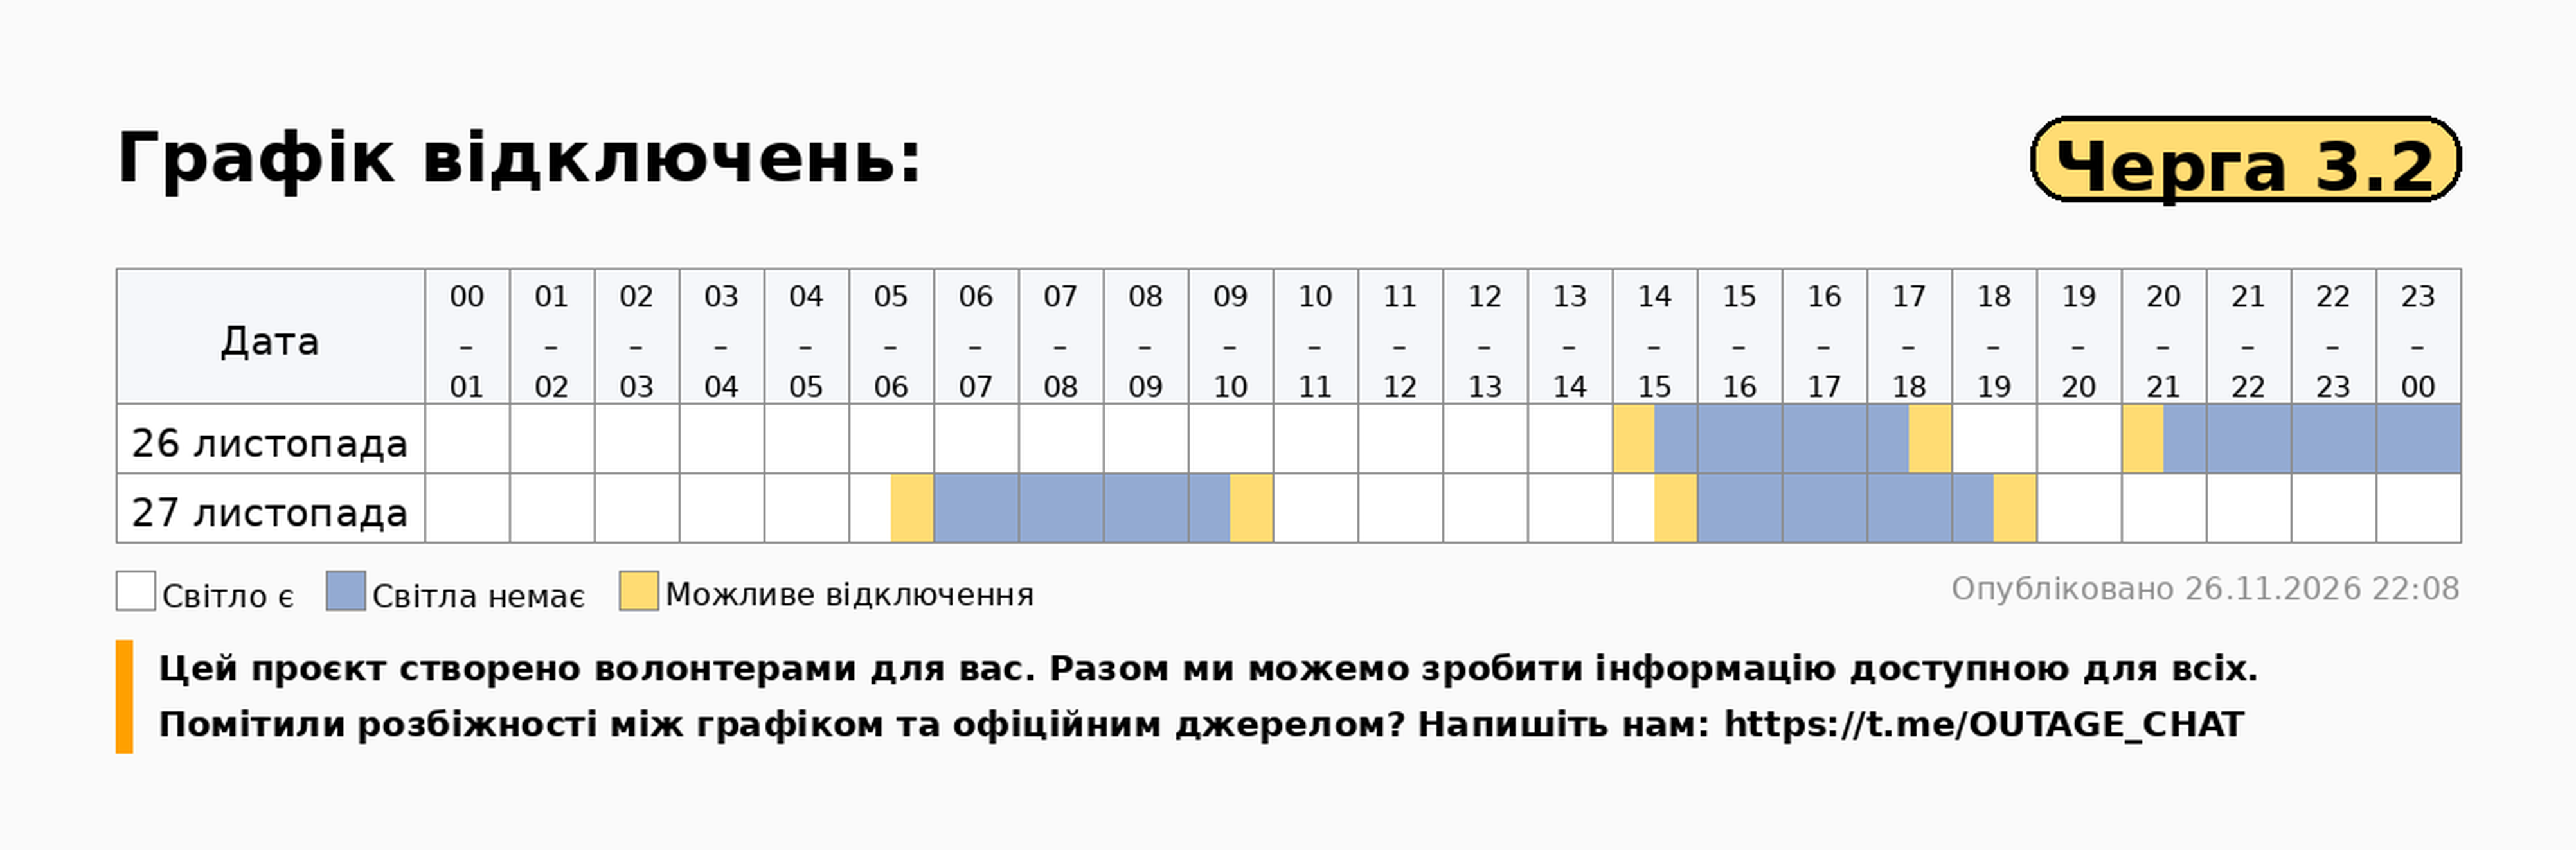 Графік відключень:
Черга 3.2
Дата 00 – 01 01 – 02 02 – 03 03 – 04 04 – 05 05 – 06 06 – 07 07 – 08 08 – 09 09 – 10 10 – 11 11 – 12 12 – 13 13 – 14 14 – 15 15 – 16 16 – 17 17 – 18 18 – 19 19 – 20 20 – 21 21 – 22 22 – 23 23 – 00
26 листопада
27 листопада
Світло є Світла немає Можливе відключення
Опубліковано 26.11.2026 22:08
Цей проєкт створено волонтерами для вас. Разом ми можемо зробити інформацію доступною для всіх.
Помітили розбіжності між графіком та офіційним джерелом? Напишіть нам: https://t.me/OUTAGE_CHAT